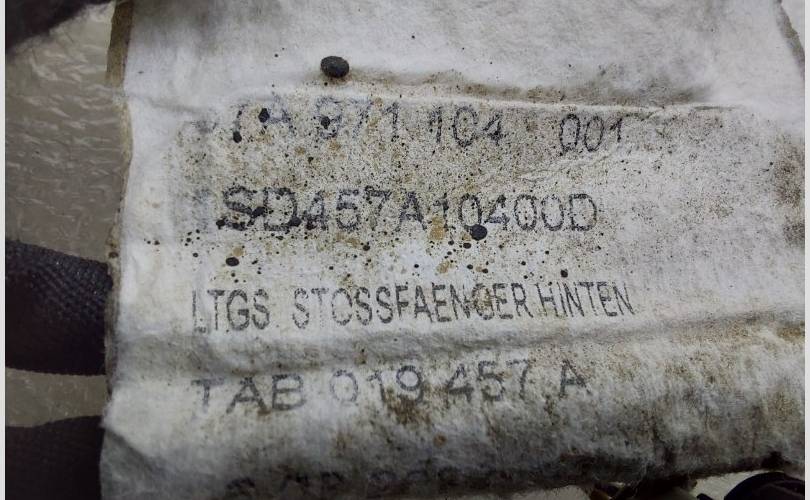 971 104 001
SD457A10400D
LTGS STOSSFAENGER HINTEN
TAB 019 457 A